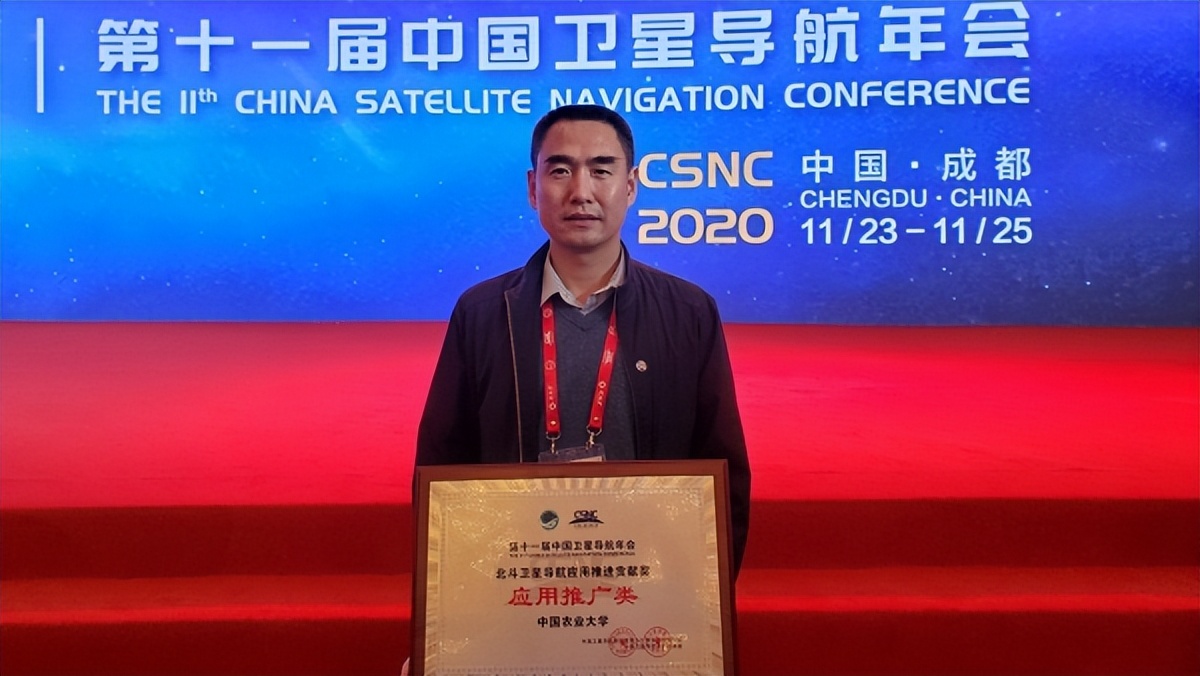 第十一届中国卫星导航年会
THE 11th CHINA SATELLITE NAVIGATION CONFERENCE
CSNC
2020
中国·成都
CHENGDU·CHINA
11/23-11/25
CSNC
第十一届中国卫星导航年会
北斗卫星导航应用推进贡献奖
应用推广类
中国农业大学